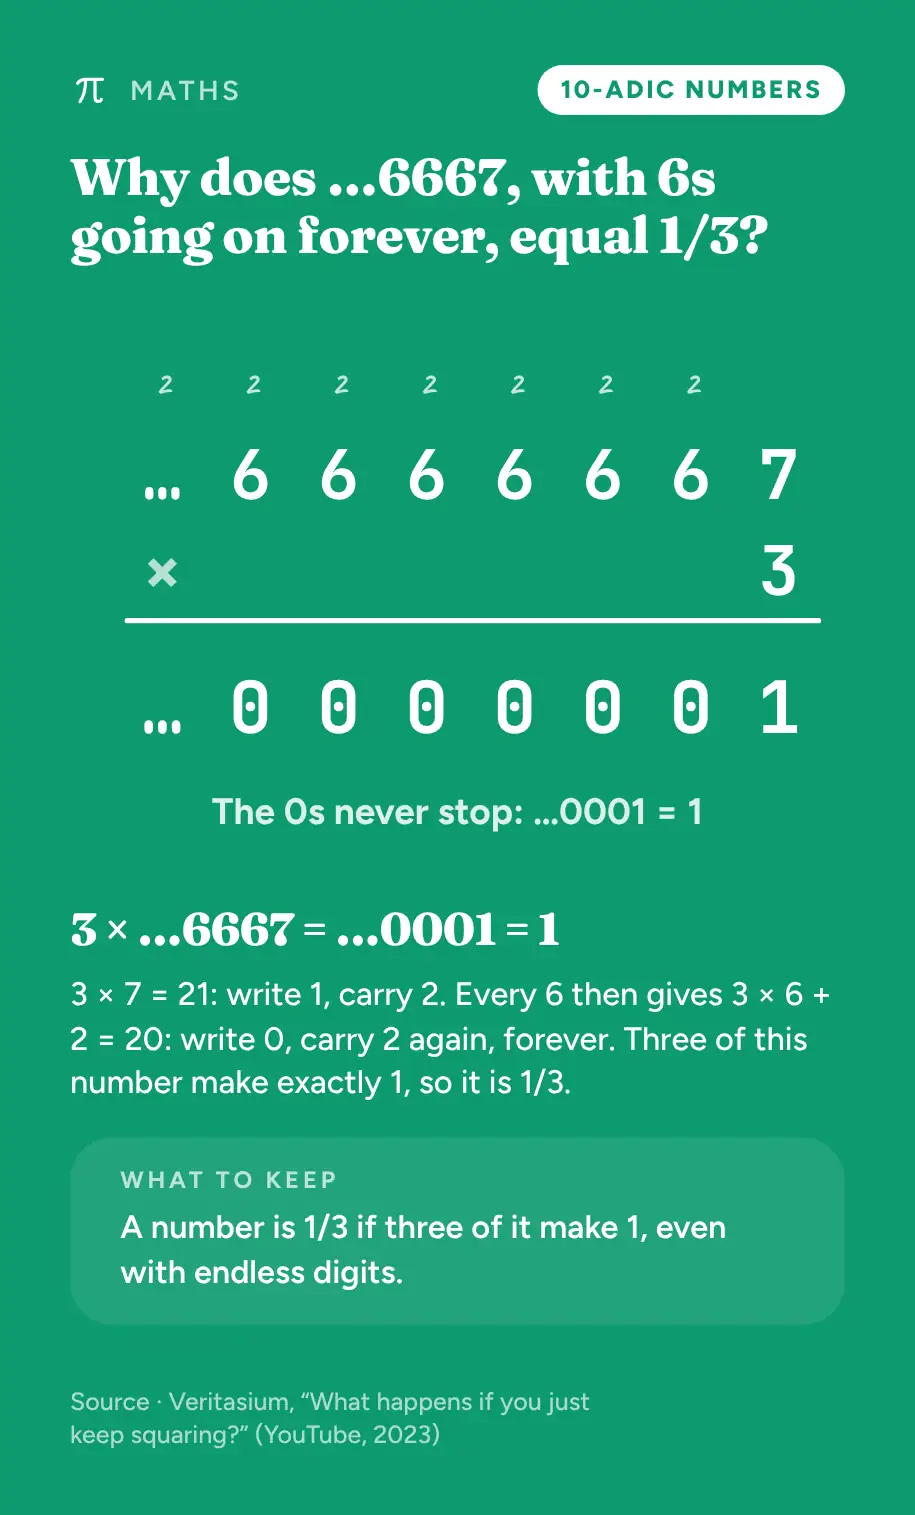 π MATHS
10-ADIC NUMBERS
Why does ...6667, with 6s
going on forever, equal 1/3?
2 2 2 2 2 2 2
... 6 6 6 6 6 6 7
× 3
... 0 0 0 0 0 0 1
The 0s never stop: ...0001 = 1
3 × ...6667 = ...0001 = 1
3 × 7 = 21: write 1, carry 2. Every 6 then gives 3 × 6 +
2 = 20: write 0, carry 2 again, forever. Three of this
number make exactly 1, so it is 1/3.
WHAT TO KEEP
A number is 1/3 if three of it make 1, even
with endless digits.
Source · Veritasium, “What happens if you just
keep squaring?” (YouTube, 2023)